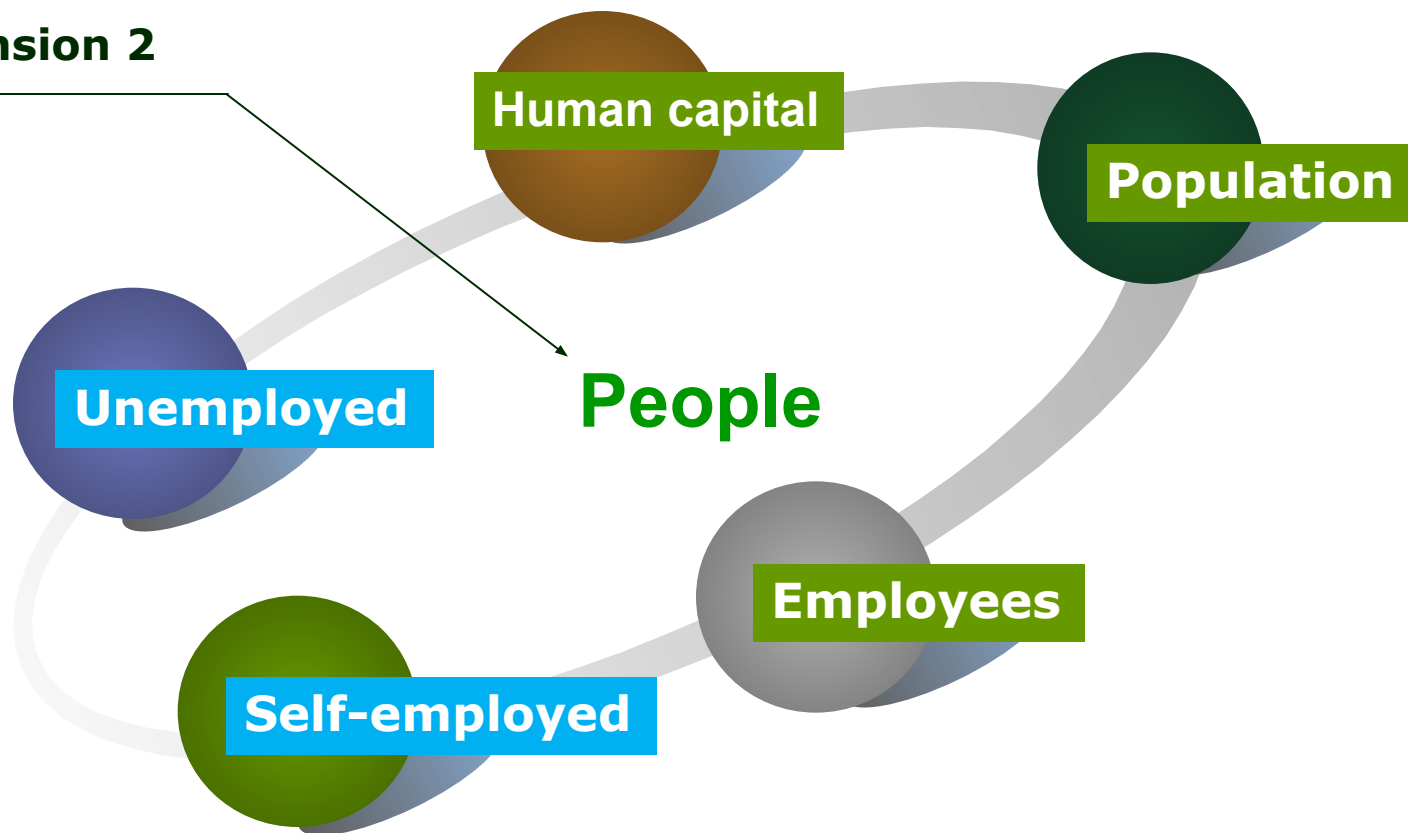 nsion 2
Human capital
Population
Unemployed
People
Employees
Self-employed